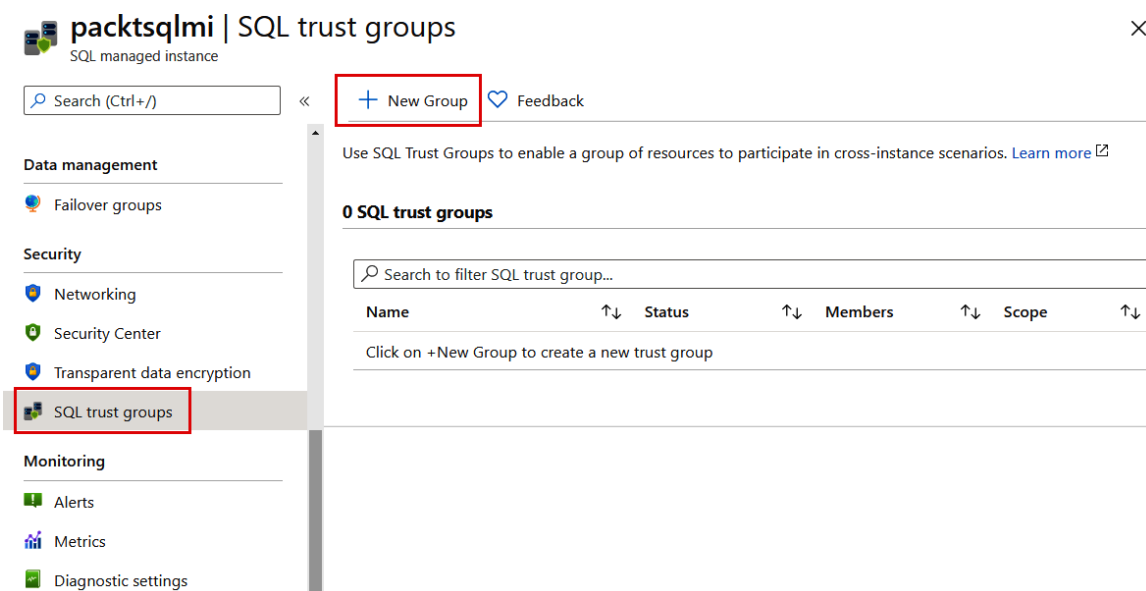 packtsqlmi | SQL trust groups
SQL managed instance
Search (Ctrl+/)
«
Data management
Failover groups
Security
Networking
Security Center
Transparent data encryption
SQL trust groups
Monitoring
Alerts
Metrics
Diagnostic settings
+ New Group
Feedback
Use SQL Trust Groups to enable a group of resources to participate in cross-instance scenarios. Learn more
0 SQL trust groups
Search to filter SQL trust group...
Name ↑↓ Status ↑↓ Members ↑↓ Scope ↑↓
Click on +New Group to create a new trust group